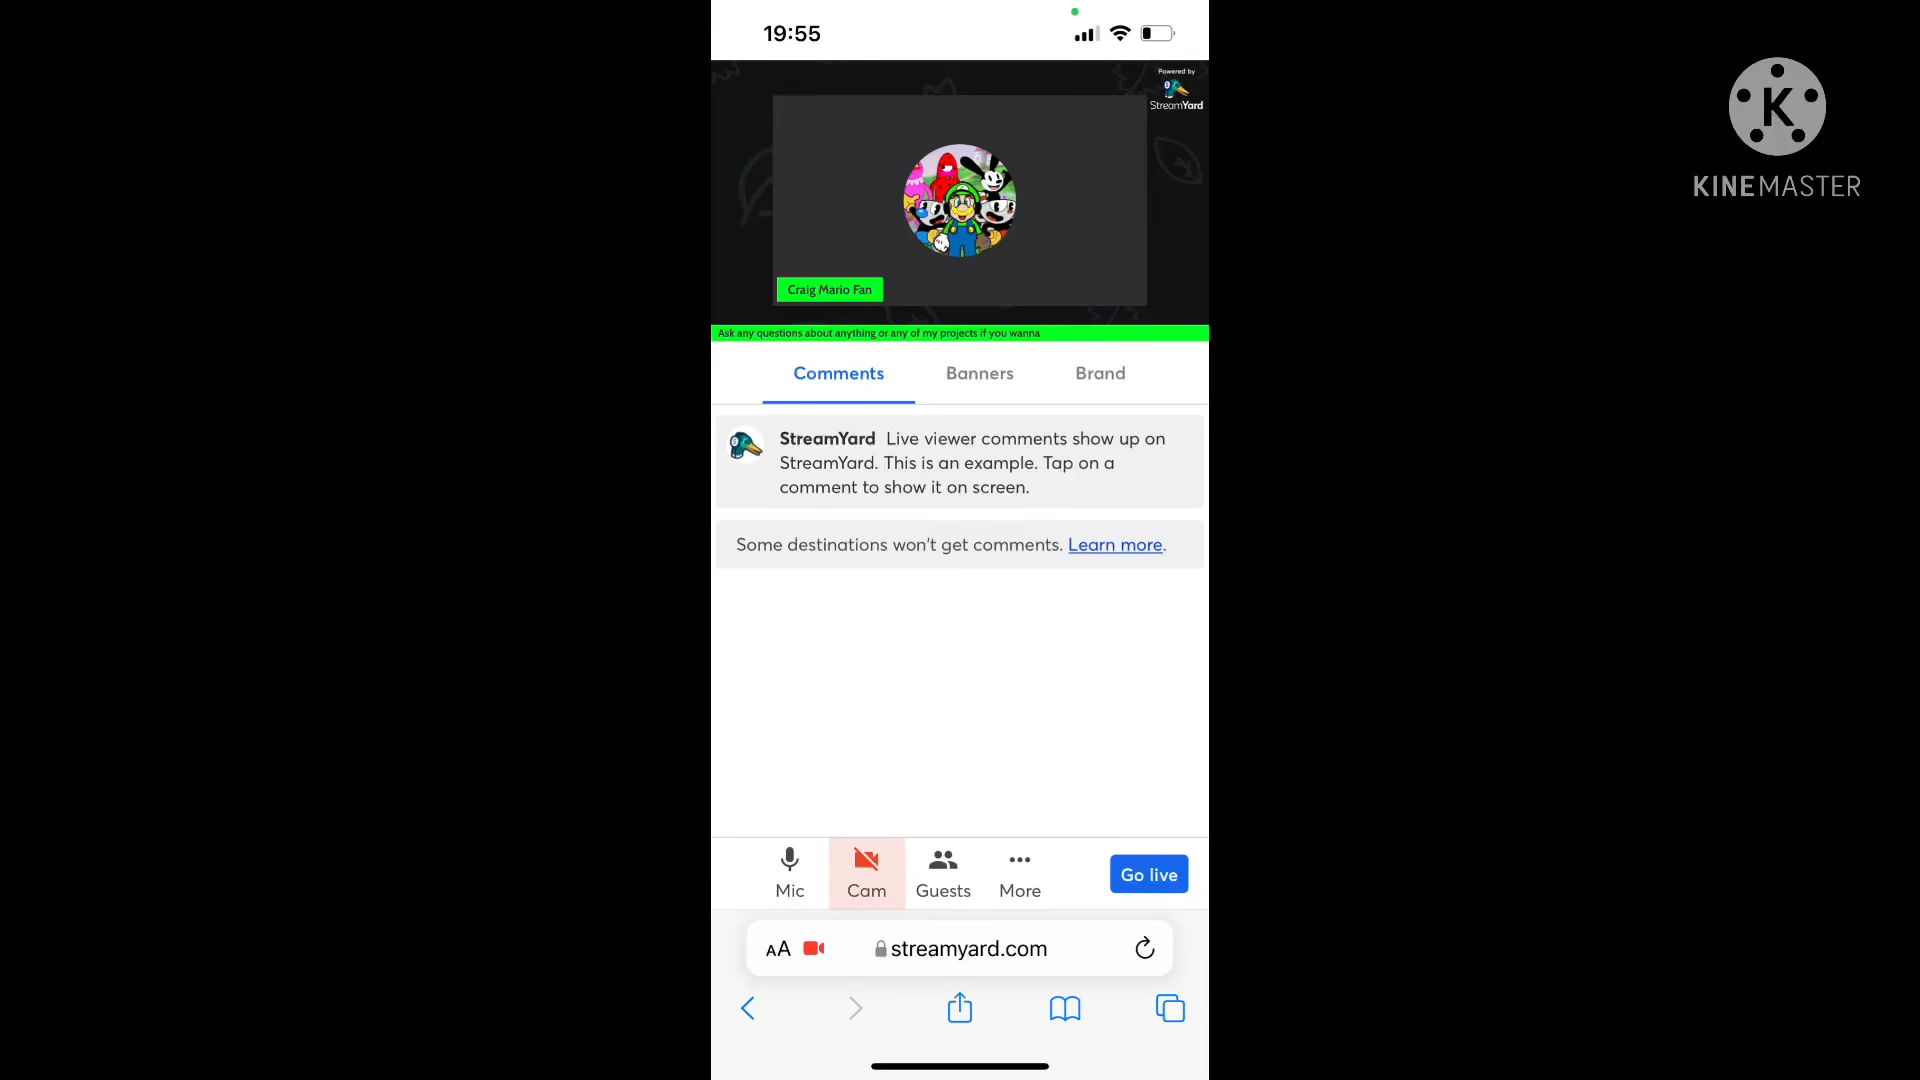 19:55
Powered by
StreamYard
K
KINEMASTER
Craig Mario Fan
Ask any questions about anything or any of my projects if you wanna
Comments
Banners
Brand
StreamYard Live viewer comments show up on
StreamYard. This is an example. Tap on a
comment to show it on screen.
Some destinations won't get comments. Learn more.
Mic
Cam
Guests
More
Go live
AA
streamyard.com